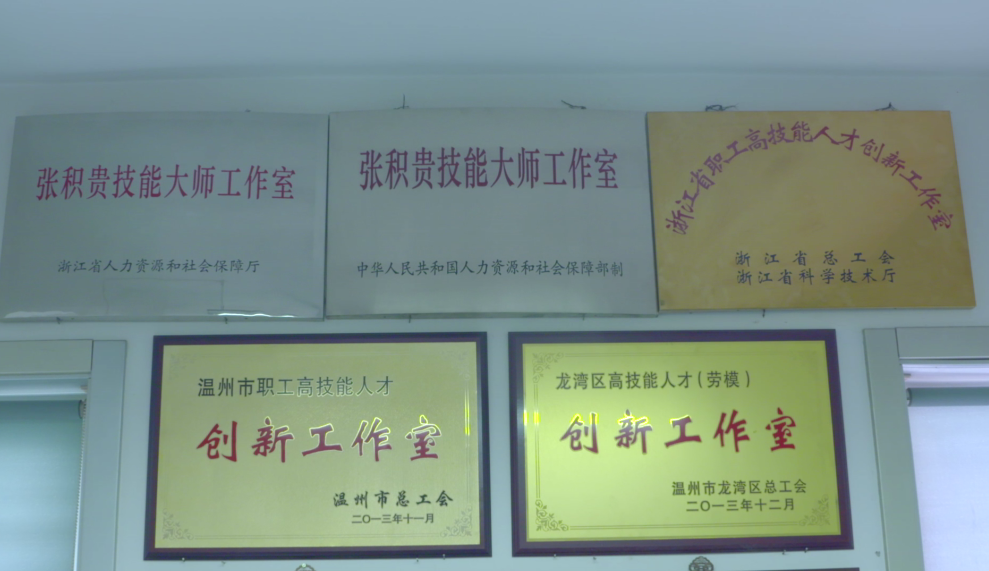 张积贵技能大师工作室
浙江省人力资源和社会保障厅
张积贵技能大师工作室
中华人民共和国人力资源和社会保障部制
浙江省职工高技能人才创新工作室
浙江省总工会
浙江省科学技术厅
温州市职工高技能人才
创新工作室
温州市总工会
二〇一三年十一月
龙湾区高技能人才(劳模)
创新工作室
温州市龙湾区总工会
二〇一三年十二月